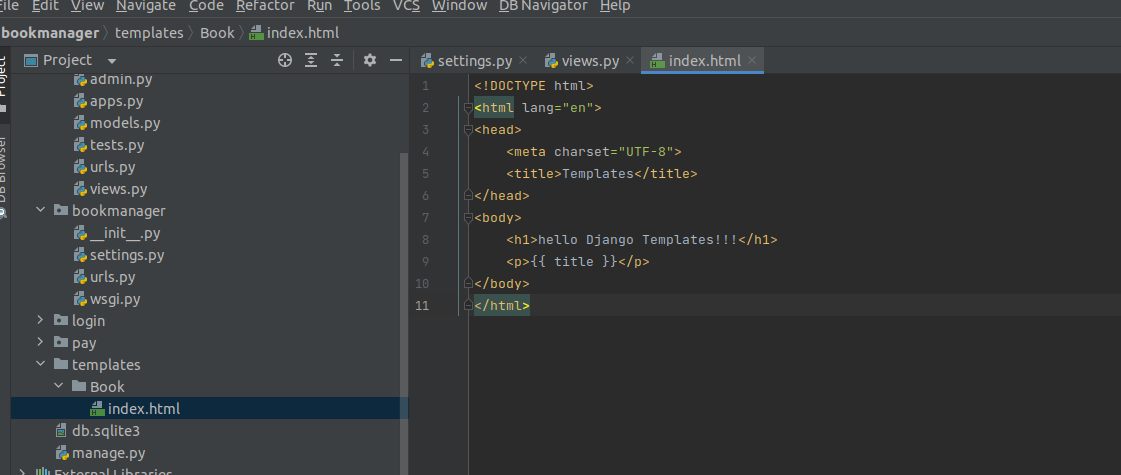 File Edit View Navigate Code Refactor Run Tools VCS Window DB Navigator Help
bookmanager templates Book index.html
Project
Project
settings.py views.py index.html
admin.py
apps.py
models.py
tests.py
urls.py
views.py
bookmanager
__init__.py
settings.py
urls.py
wsgi.py
login
pay
templates
Book
index.html
db.sqlite3
manage.py
External Libraries
DB Browser
1 <!DOCTYPE html>
2 <html lang="en">
3 <head>
4 <meta charset="UTF-8">
5 <title>Templates</title>
6 </head>
7 <body>
8 <h1>hello Django Templates!!!</h1>
9 <p>{{ title }}</p>
10 </body>
11 </html>